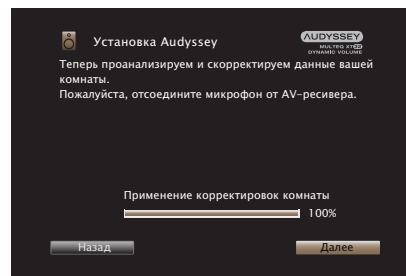 Установка Audyssey
AUDYSSEY
MULTEQ XT32
DYNAMIC VOLUME
Теперь проанализируем и скорректируем данные вашей
комнаты.
Пожалуйста, отсоедините микрофон от AV-ресивера.
Применение корректировок комнаты
100%
Назад
Далее